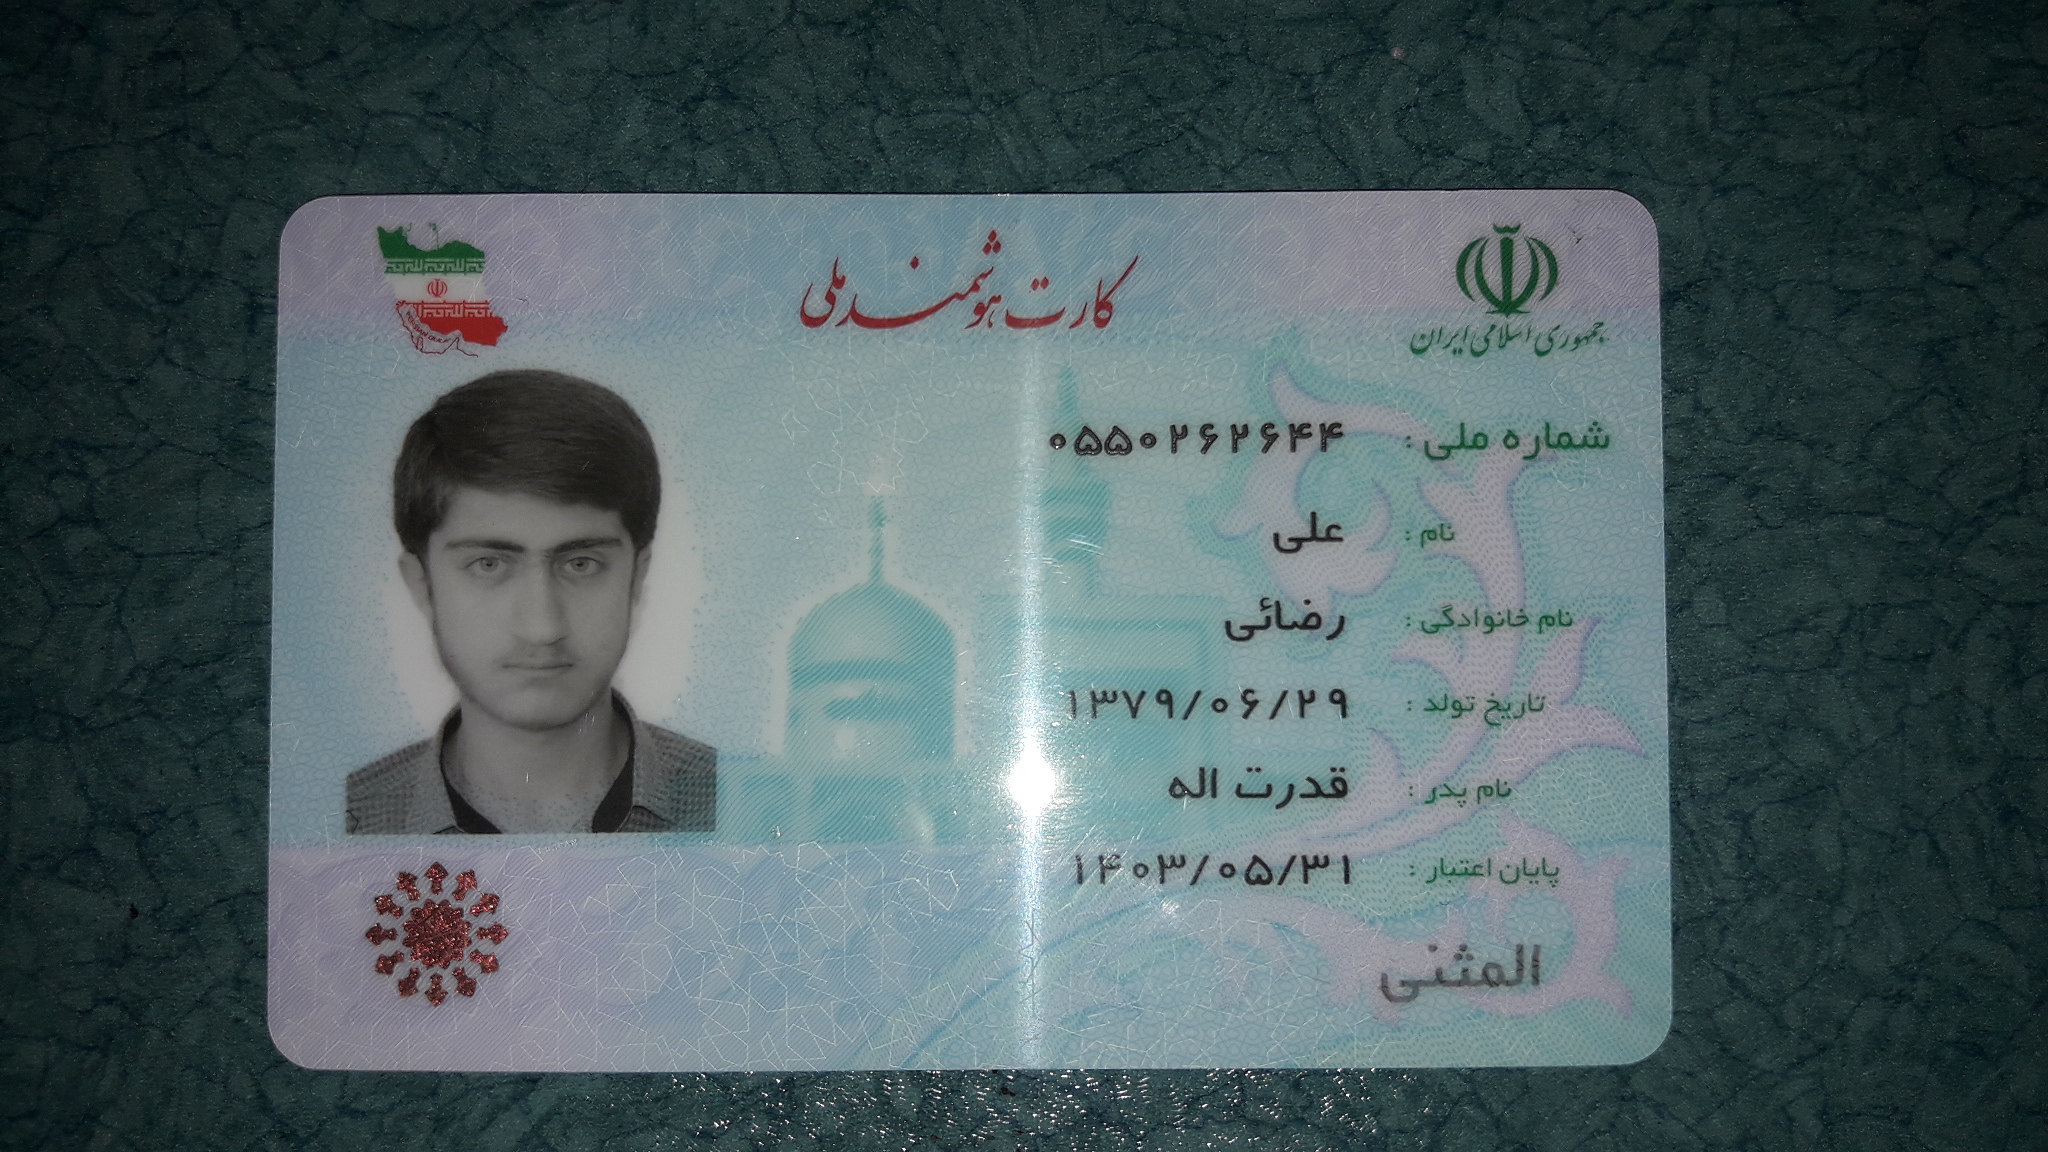 جمهوری اسلامی ایران
کارت هوشمند ملی
شماره ملی: ۰۵۵۰۲۶۲۶۴۴
نام: علی
نام خانوادگی: رضائی
تاریخ تولد: ۱۳۷۹/۰۶/۲۹
نام پدر: قدرت اله
پایان اعتبار: ۱۴۰۳/۰۵/۳۱
المثنی